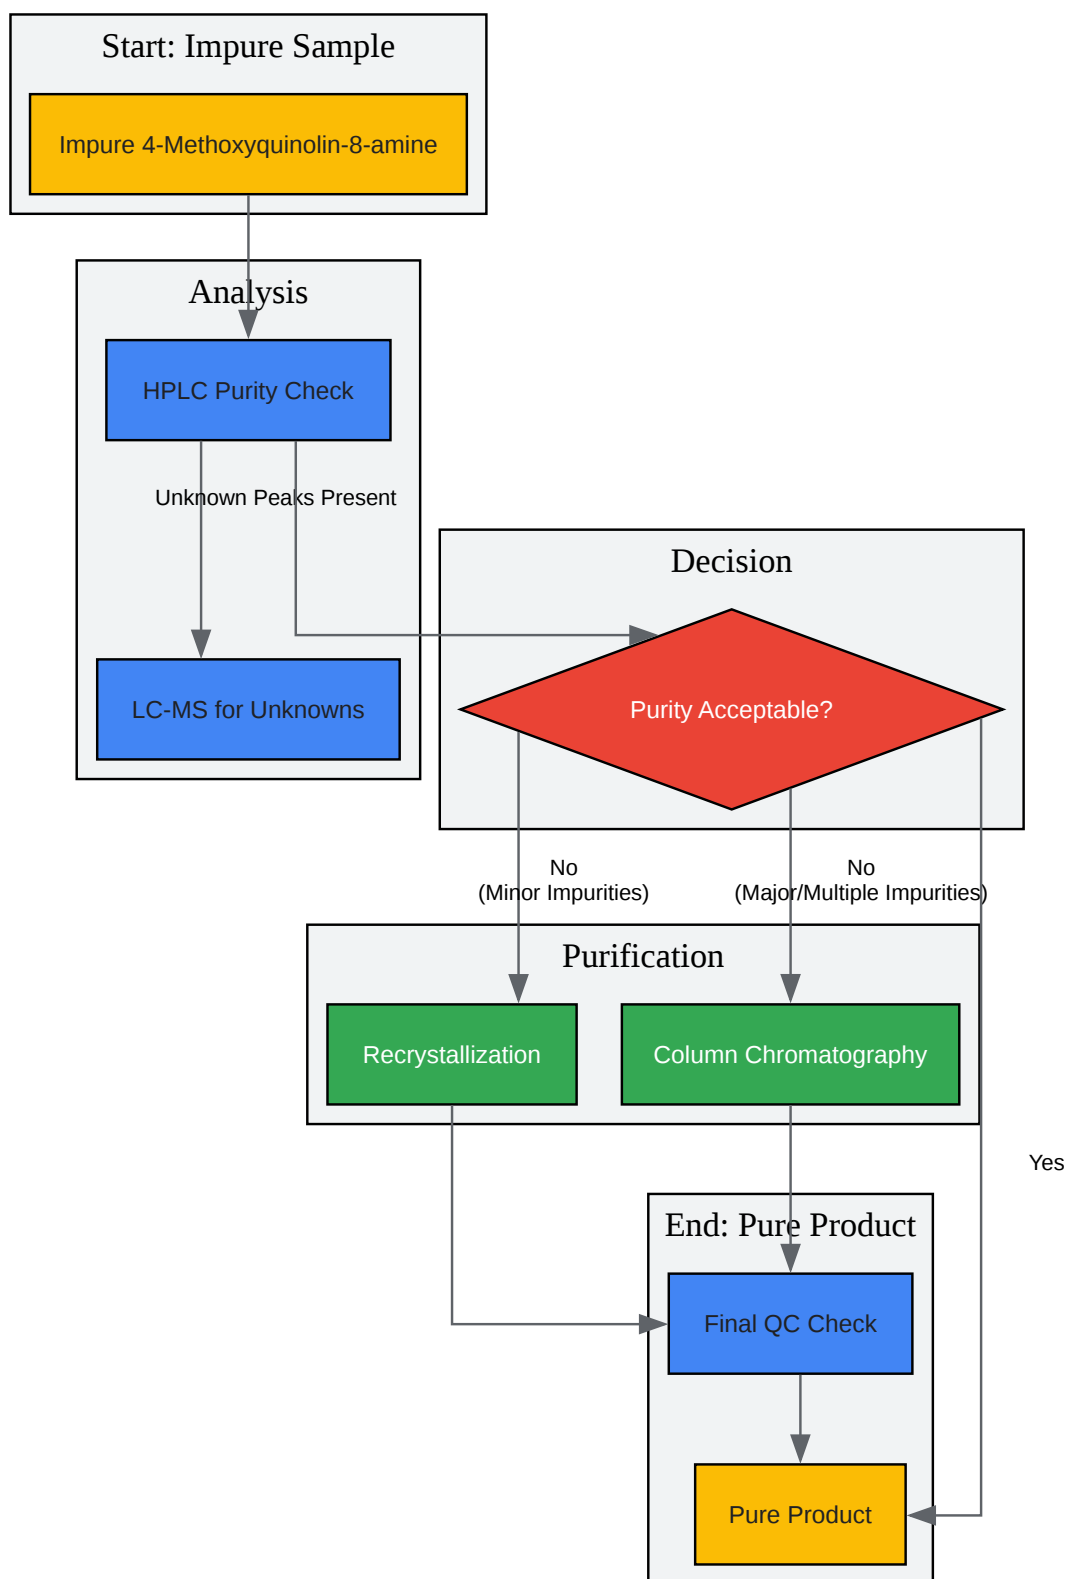 Start: Impure Sample
Impure 4-Methoxyquinolin-8-amine
Analysis
HPLC Purity Check
Unknown Peaks Present
Decision
LC-MS for Unknowns
Purity Acceptable?
No
(Minor Impurities)
No
(Major/Multiple Impurities)
Purification
Recrystallization
Column Chromatography
Yes
End: Pure Product
Final QC Check
Pure Product